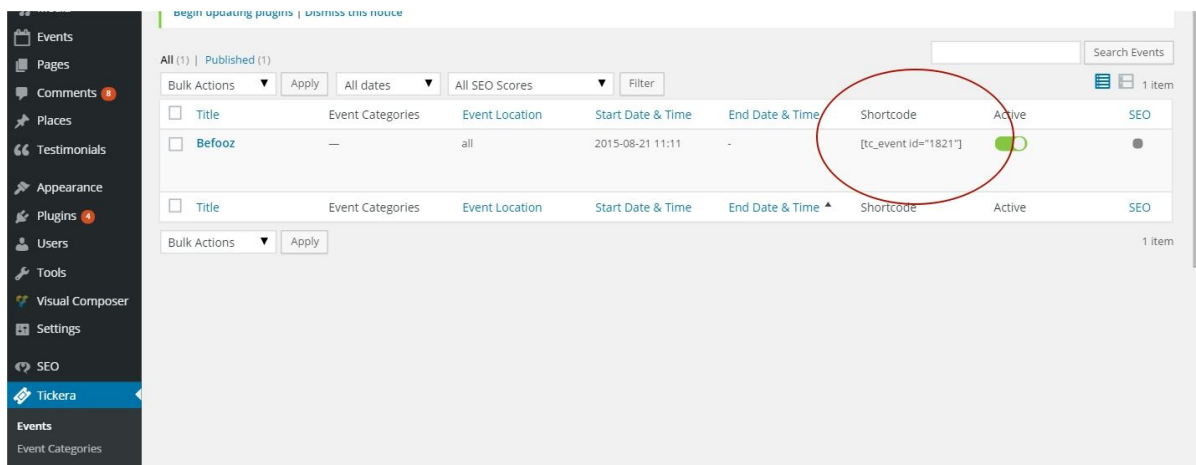 Media
Begin updating plugins | Dismiss this notice
Events
Pages
Comments 8
Places
Testimonials
Appearance
Plugins 4
Users
Tools
Visual Composer
Settings
SEO
Tickera
Events
Event Categories
All (1) | Published (1)
Search Events
Bulk Actions Apply All dates All SEO Scores Filter 1 item
Title Event Categories Event Location Start Date & Time End Date & Time Shortcode Active SEO
Befooz — all 2015-08-21 11:11 - [tc_event id="1821"]
Title Event Categories Event Location Start Date & Time End Date & Time Shortcode Active SEO
Bulk Actions Apply 1 item